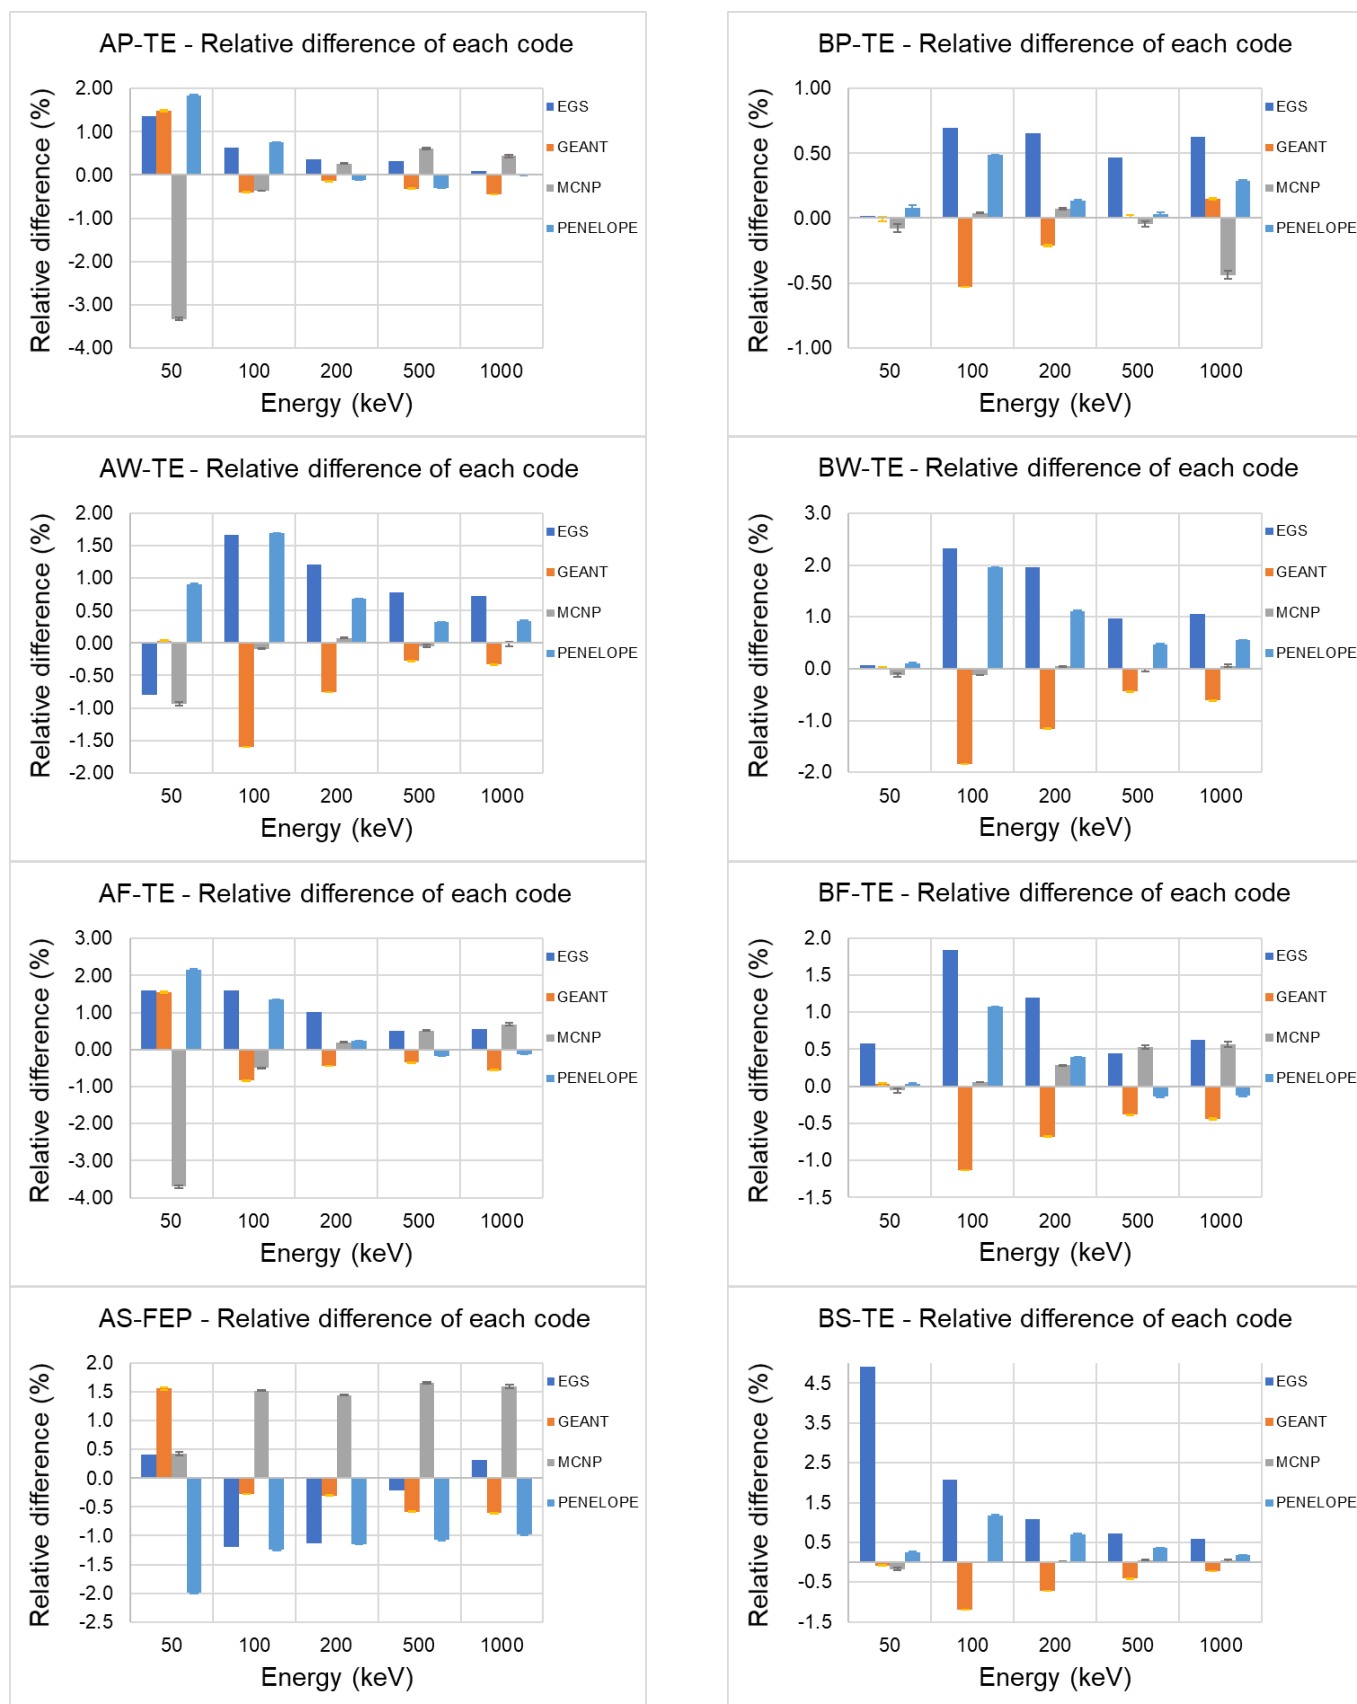 AP-TE - Relative difference of each code
Relative difference (%)
2.00
1.00
0.00
-1.00
-2.00
-3.00
-4.00
50 100 200 500 1000
Energy (keV)
EGS
GEANT
MCNP
PENELOPE
BP-TE - Relative difference of each code
Relative difference (%)
1.00
0.50
0.00
-0.50
-1.00
50 100 200 500 1000
Energy (keV)
EGS
GEANT
MCNP
PENELOPE
AW-TE - Relative difference of each code
Relative difference (%)
2.00
1.50
1.00
0.50
0.00
-0.50
-1.00
-1.50
-2.00
50 100 200 500 1000
Energy (keV)
EGS
GEANT
MCNP
PENELOPE
BW-TE - Relative difference of each code
Relative difference (%)
3.0
2.0
1.0
0.0
-1.0
-2.0
50 100 200 500 1000
Energy (keV)
EGS
GEANT
MCNP
PENELOPE
AF-TE - Relative difference of each code
Relative difference (%)
3.00
2.00
1.00
0.00
-1.00
-2.00
-3.00
-4.00
50 100 200 500 1000
Energy (keV)
EGS
GEANT
MCNP
PENELOPE
BF-TE - Relative difference of each code
Relative difference (%)
2.0
1.5
1.0
0.5
0.0
-0.5
-1.0
-1.5
50 100 200 500 1000
Energy (keV)
EGS
GEANT
MCNP
PENELOPE
AS-FEP - Relative difference of each code
Relative difference (%)
2.0
1.5
1.0
0.5
0.0
-0.5
-1.0
-1.5
-2.0
-2.5
50 100 200 500 1000
Energy (keV)
EGS
GEANT
MCNP
PENELOPE
BS-TE - Relative difference of each code
Relative difference (%)
4.5
3.5
2.5
1.5
0.5
-0.5
-1.5
50 100 200 500 1000
Energy (keV)
EGS
GEANT
MCNP
PENELOPE